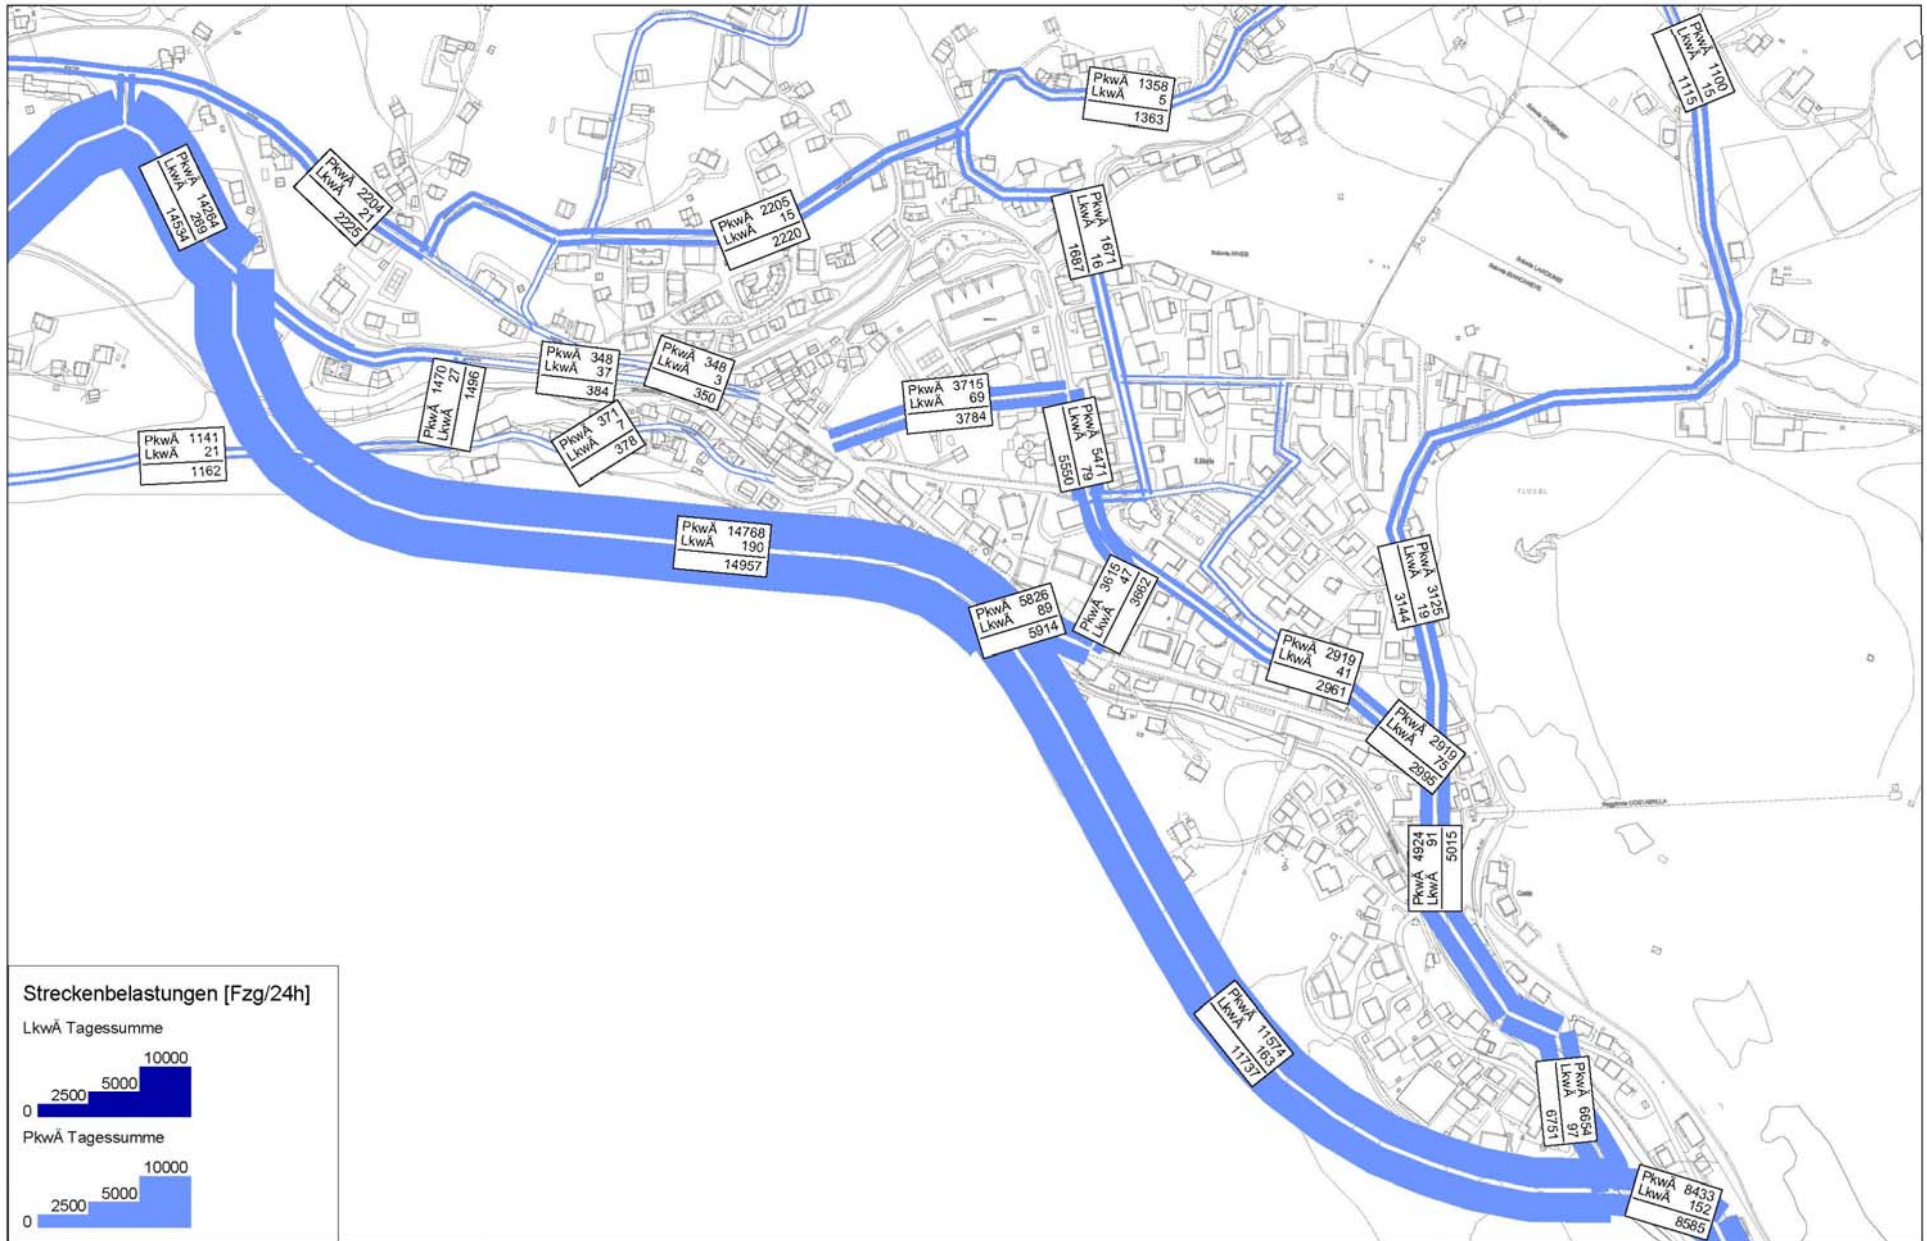 PkwÄ 1358
LkwÄ 5
1363
PkwÄ 1100
LkwÄ 15
1115
PkwÄ 14264
LkwÄ 269
14534
PkwÄ 2204
LkwÄ 21
2225
PkwÄ 2205
LkwÄ 15
2220
PkwÄ 1671
LkwÄ 16
1687
PkwÄ 1470
LkwÄ 27
1496
PkwÄ 348
LkwÄ 37
384
PkwÄ 348
LkwÄ 3
350
PkwÄ 3715
LkwÄ 69
3784
PkwÄ 5471
LkwÄ 79
5550
PkwÄ 1141
LkwÄ 21
1162
PkwÄ 371
LkwÄ 7
378
TLUSEL
PkwÄ 14768
LkwÄ 190
14957
PkwÄ 5826
LkwÄ 89
5914
PkwÄ 3615
LkwÄ 47
3662
PkwÄ 3125
LkwÄ 19
3144
PkwÄ 2919
LkwÄ 41
2961
PkwÄ 2919
LkwÄ 75
2995
PkwÄ 4924
LkwÄ 91
5015
PkwÄ 11574
LkwÄ 163
11737
PkwÄ 6654
LkwÄ 97
6751
PkwÄ 8433
LkwÄ 152
8585
Streckenbelastungen [Fzg/24h]
LkwÄ Tagessumme
10000
5000
2500
0
PkwÄ Tagessumme
10000
5000
2500
0